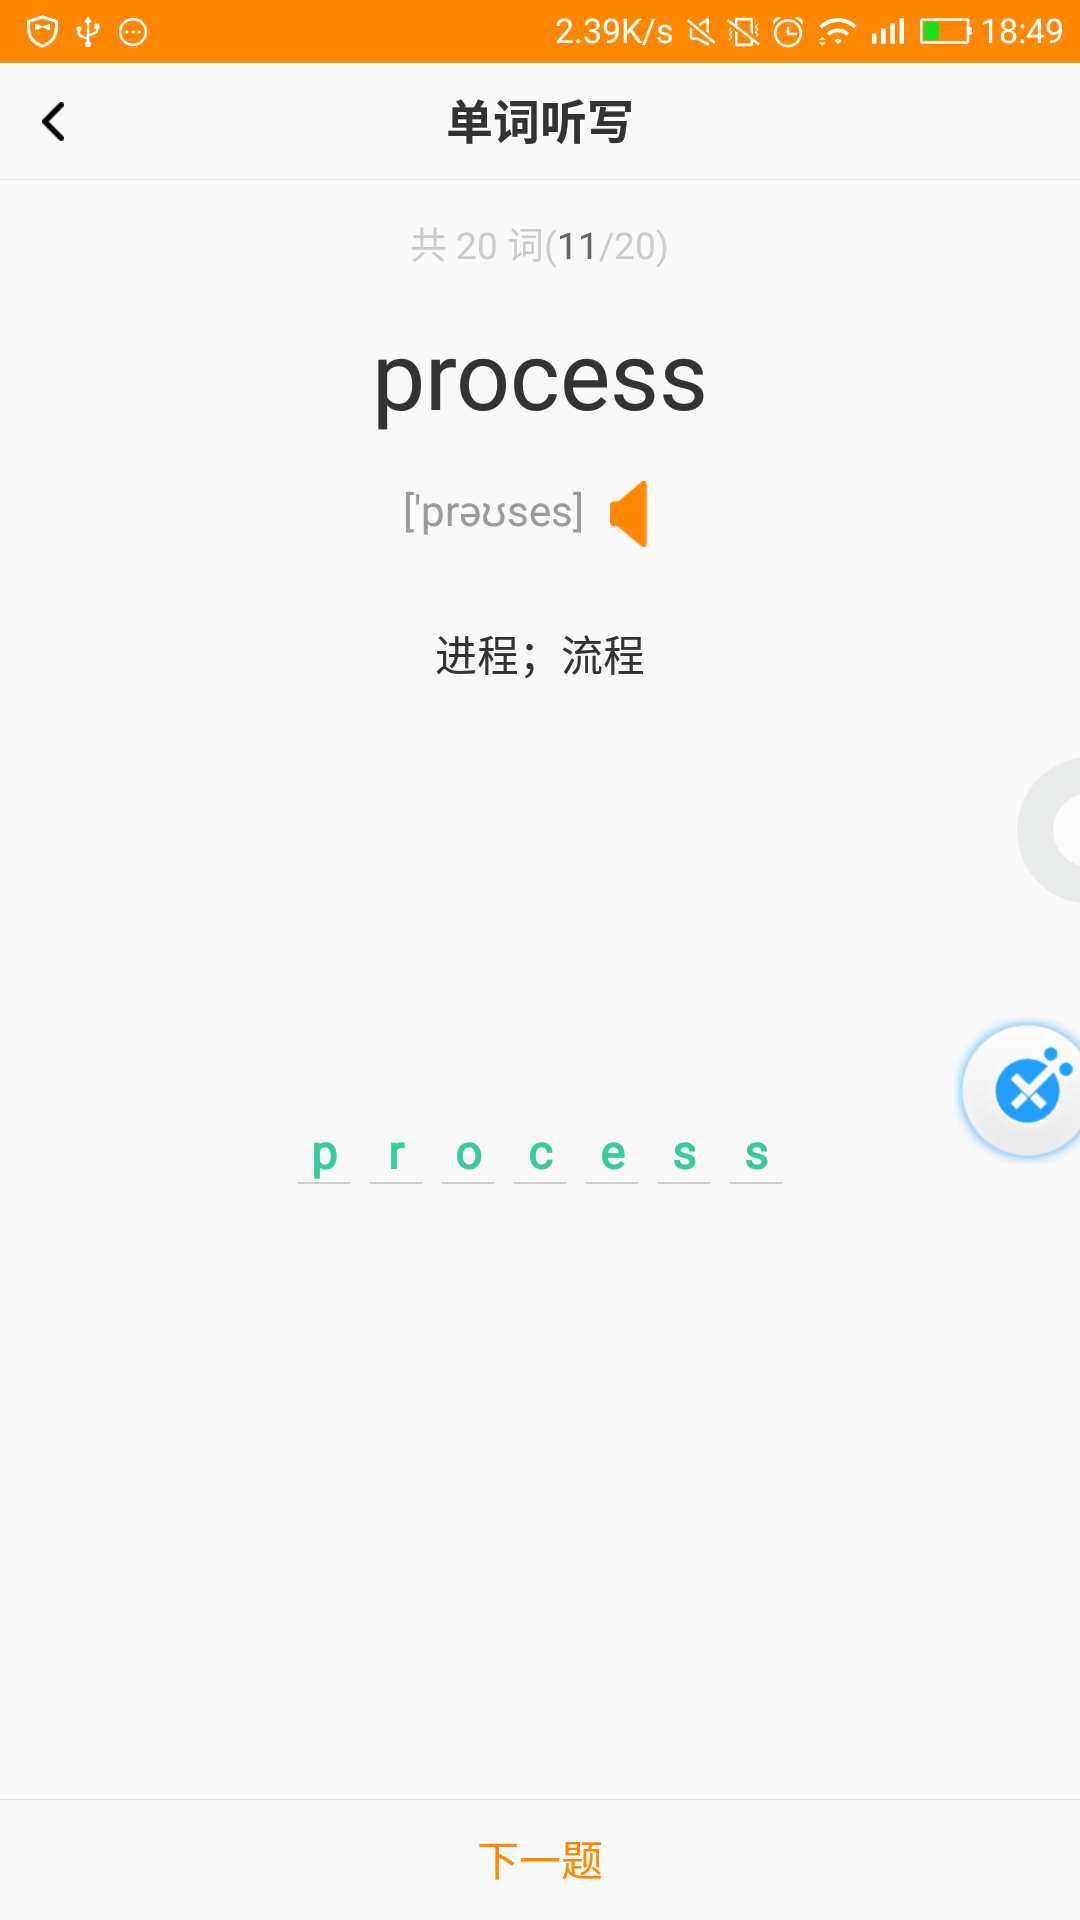 2.39K/s 18:49
单词听写
共 20 词(11/20)
process
['prəʊses]
进程；流程
p r o c e s s
下一题